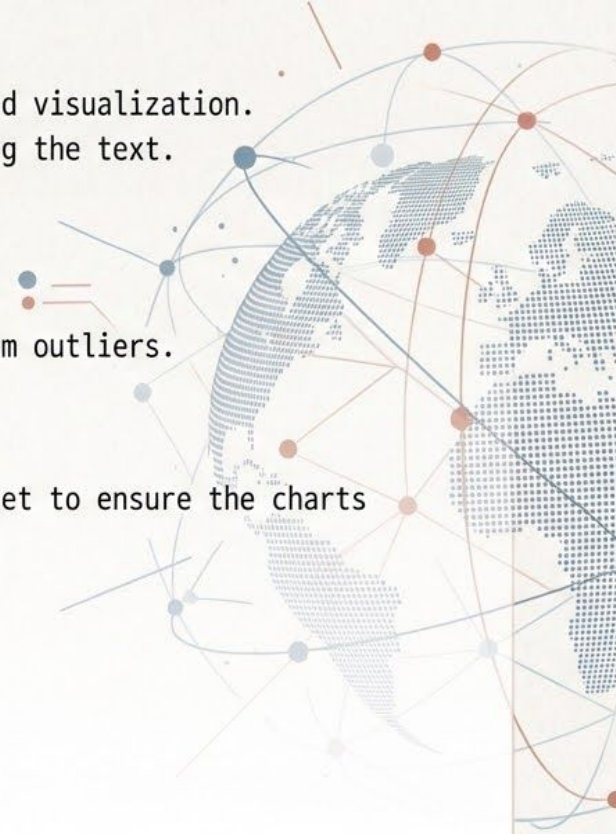 d visualization.
g the text.
m outliers.
et to ensure the charts